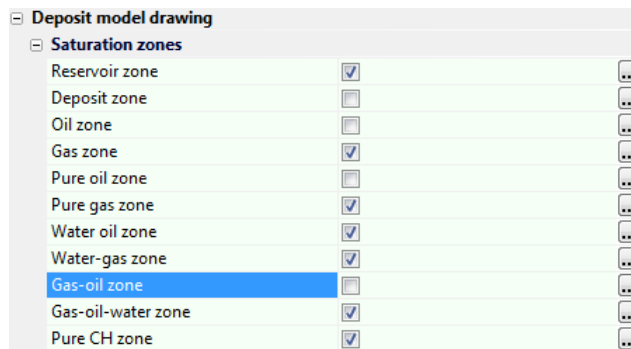 Deposit model drawing
Saturation zones
Reservoir zone
Deposit zone
Oil zone
Gas zone
Pure oil zone
Pure gas zone
Water oil zone
Water-gas zone
Gas-oil zone
Gas-oil-water zone
Pure CH zone